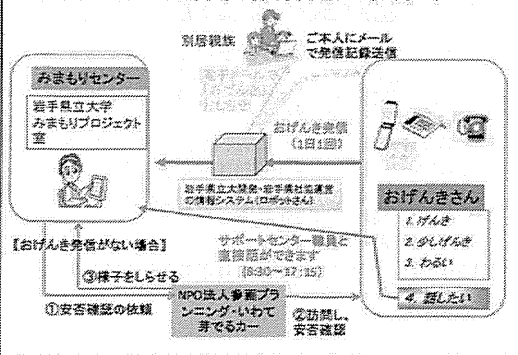 別居親族
ご本人にメール
で発信記録送信
みまもりセンター
岩手県立大学
みまもりプロジェクト
室
おげんき発信
(1日1回)
岩手県立大開発・岩手県社協運営
の情報システム(ロボットさん)
おげんきさん
1. げんき
2. 少しげんき
3. わるい
4. 話したい
【おげんき発信がない場合】
サポートセンター職員と
直接話ができます
(8:30〜17:15)
③様子をしらせる
①安否確認の依頼
NPO法人参画プラ
ンニング・いわて
芽でるカー
②訪問し、
安否確認